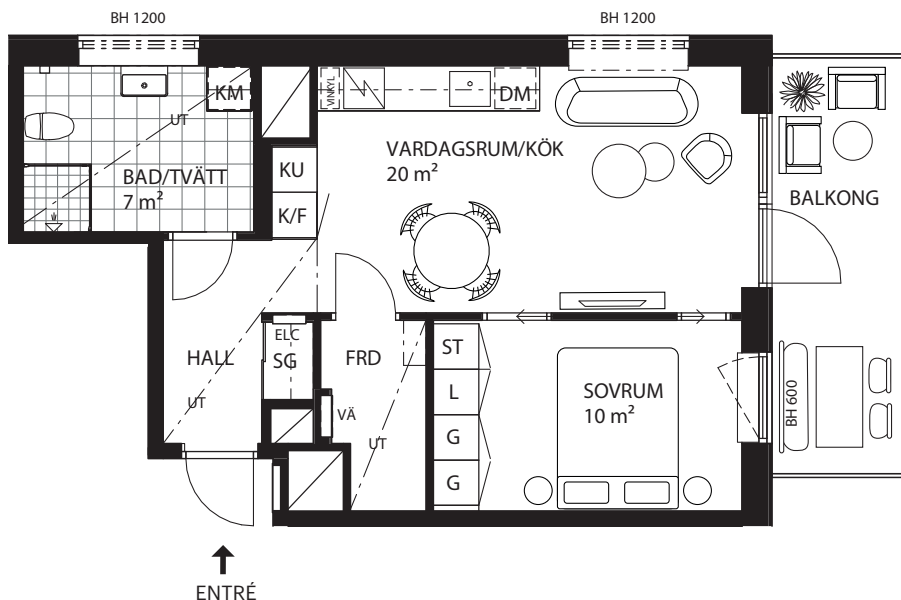 BH 1200
BH 1200
KM
UT
BAD/TVÄTT
7 m²
VINKYL
DM
KU
K/F
VARDAGSRUM/KÖK
20 m²
BALKONG
HALL
UT
ELC
SG
FRD
VÄ
UT
ST
L
G
G
SOVRUM
10 m²
BH 600
ENTRÉ